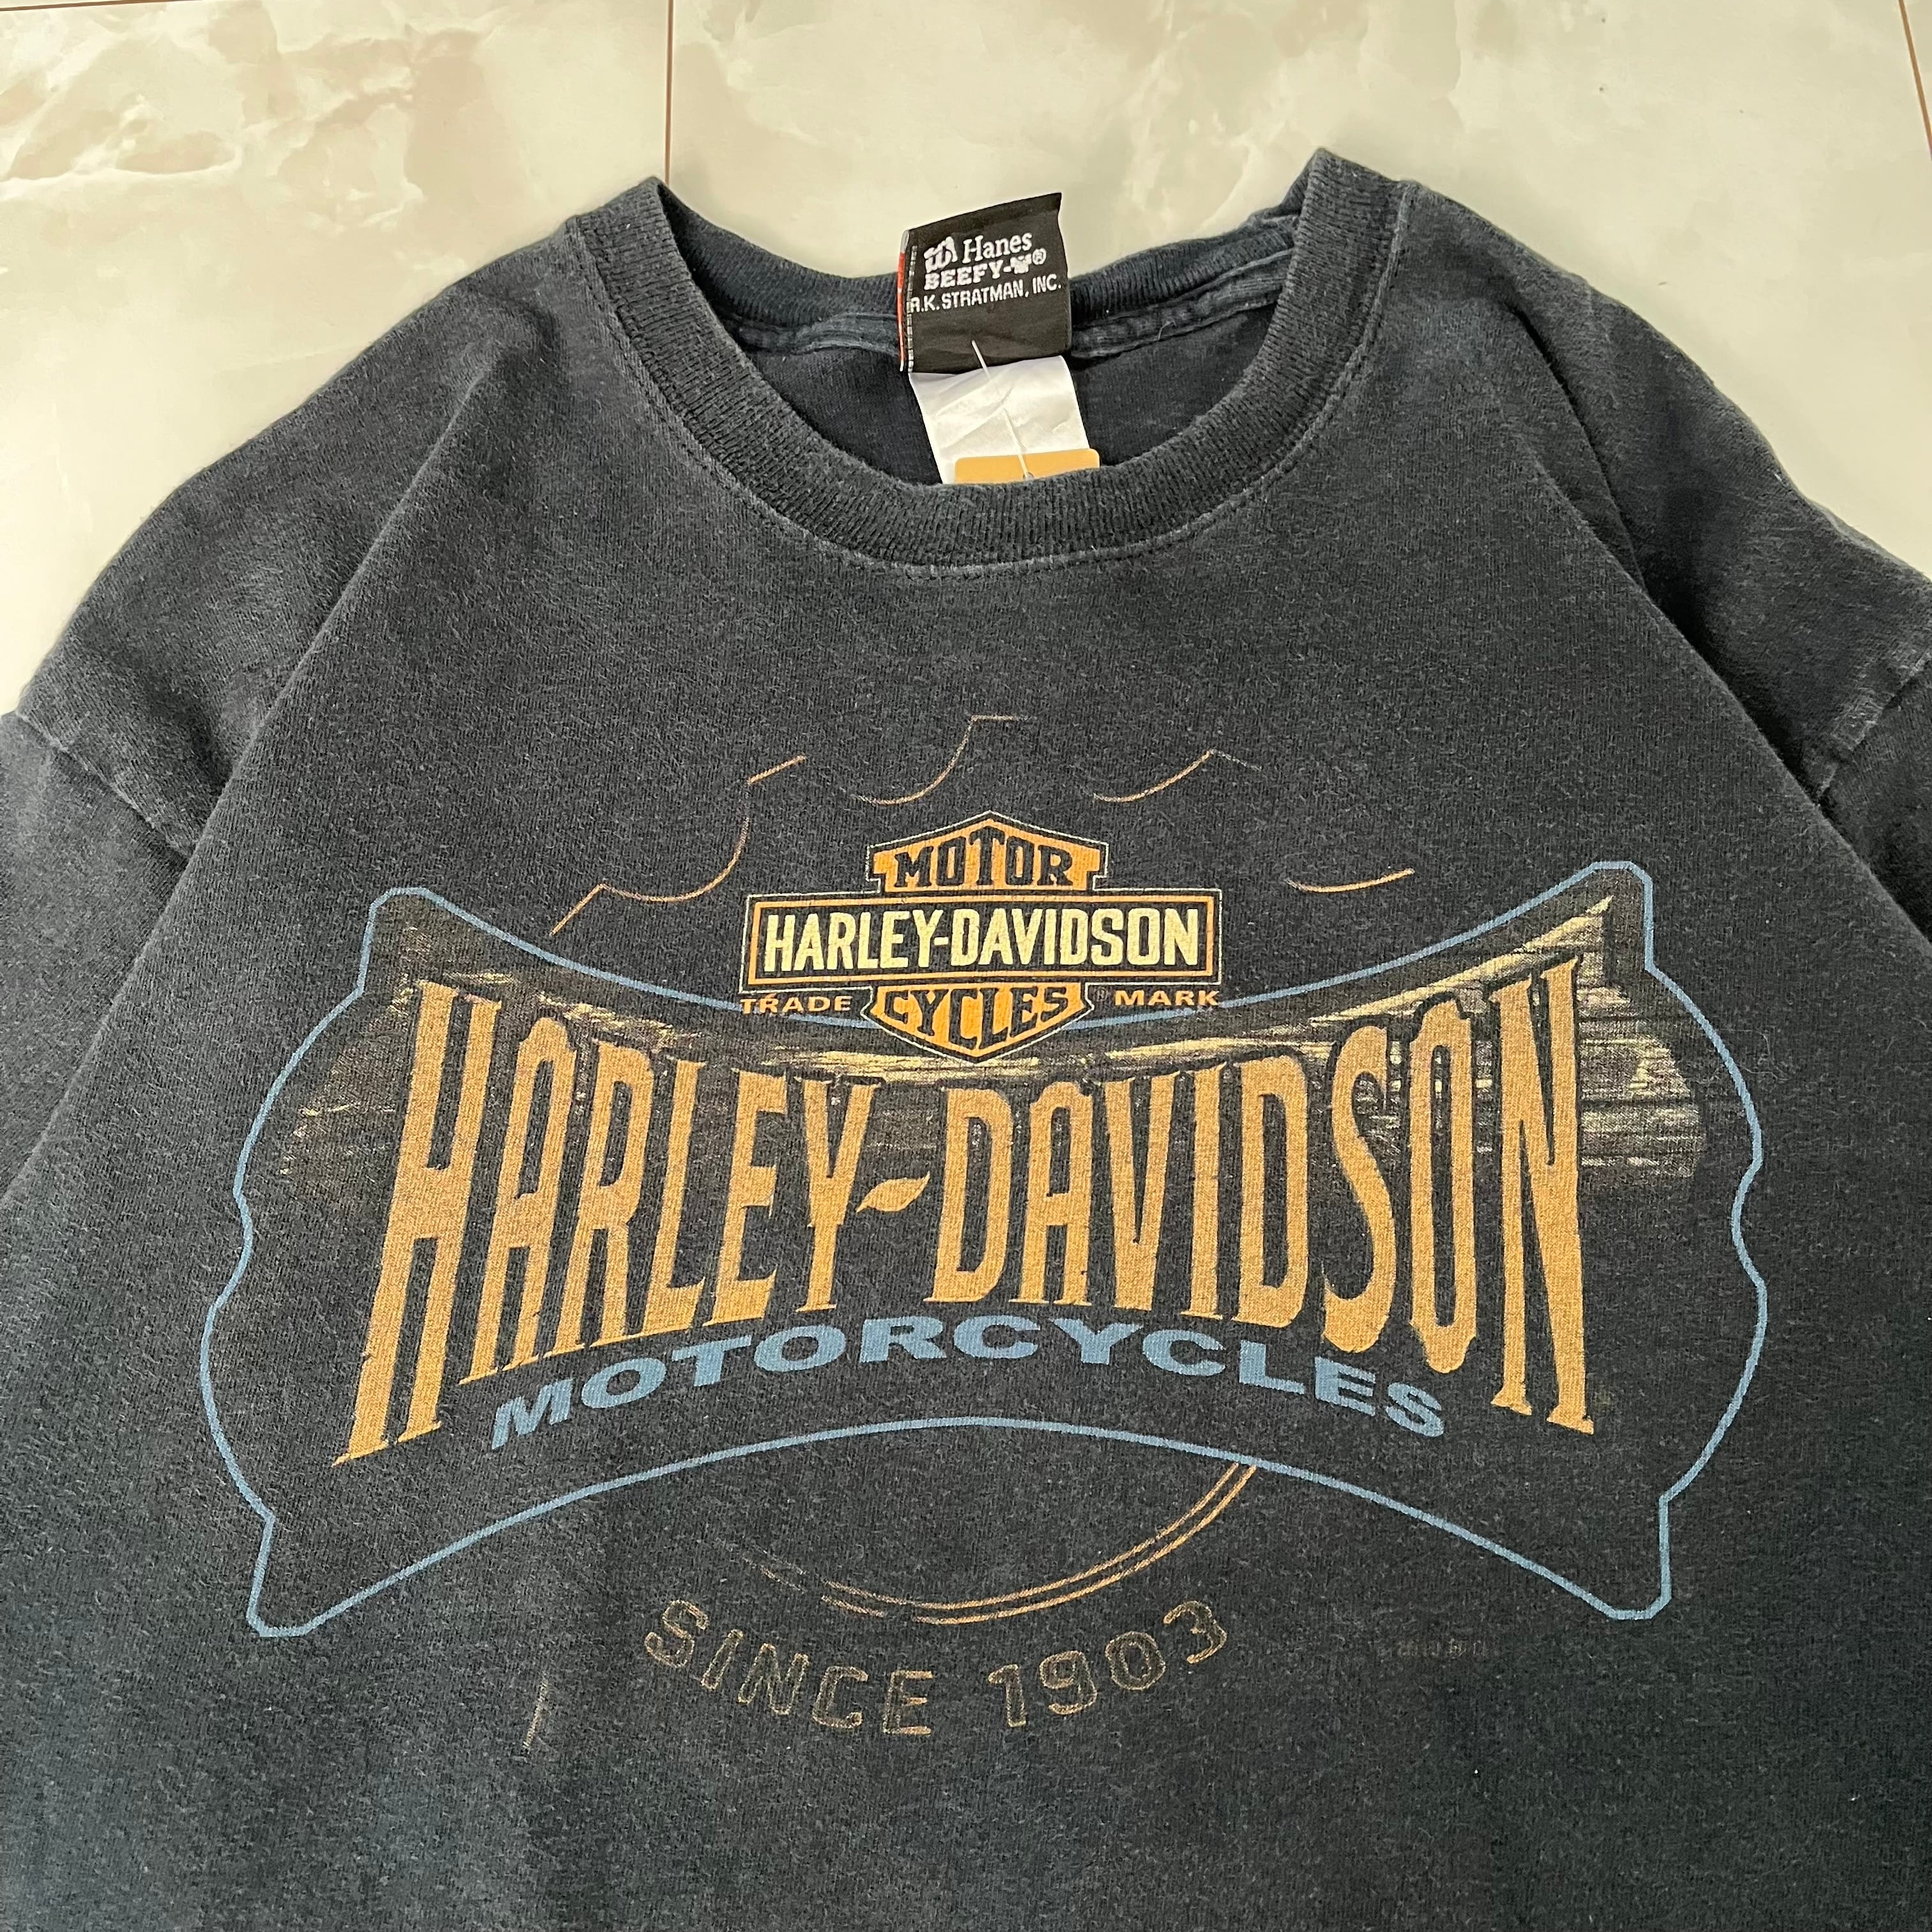 Hanes
BEEFY-T®
R.K. STRATMAN, INC.
MOTOR
HARLEY-DAVIDSON
TRADE CYCLES ® MARK
HARLEY-DAVIDSON
MOTORCYCLES
SINCE 1903